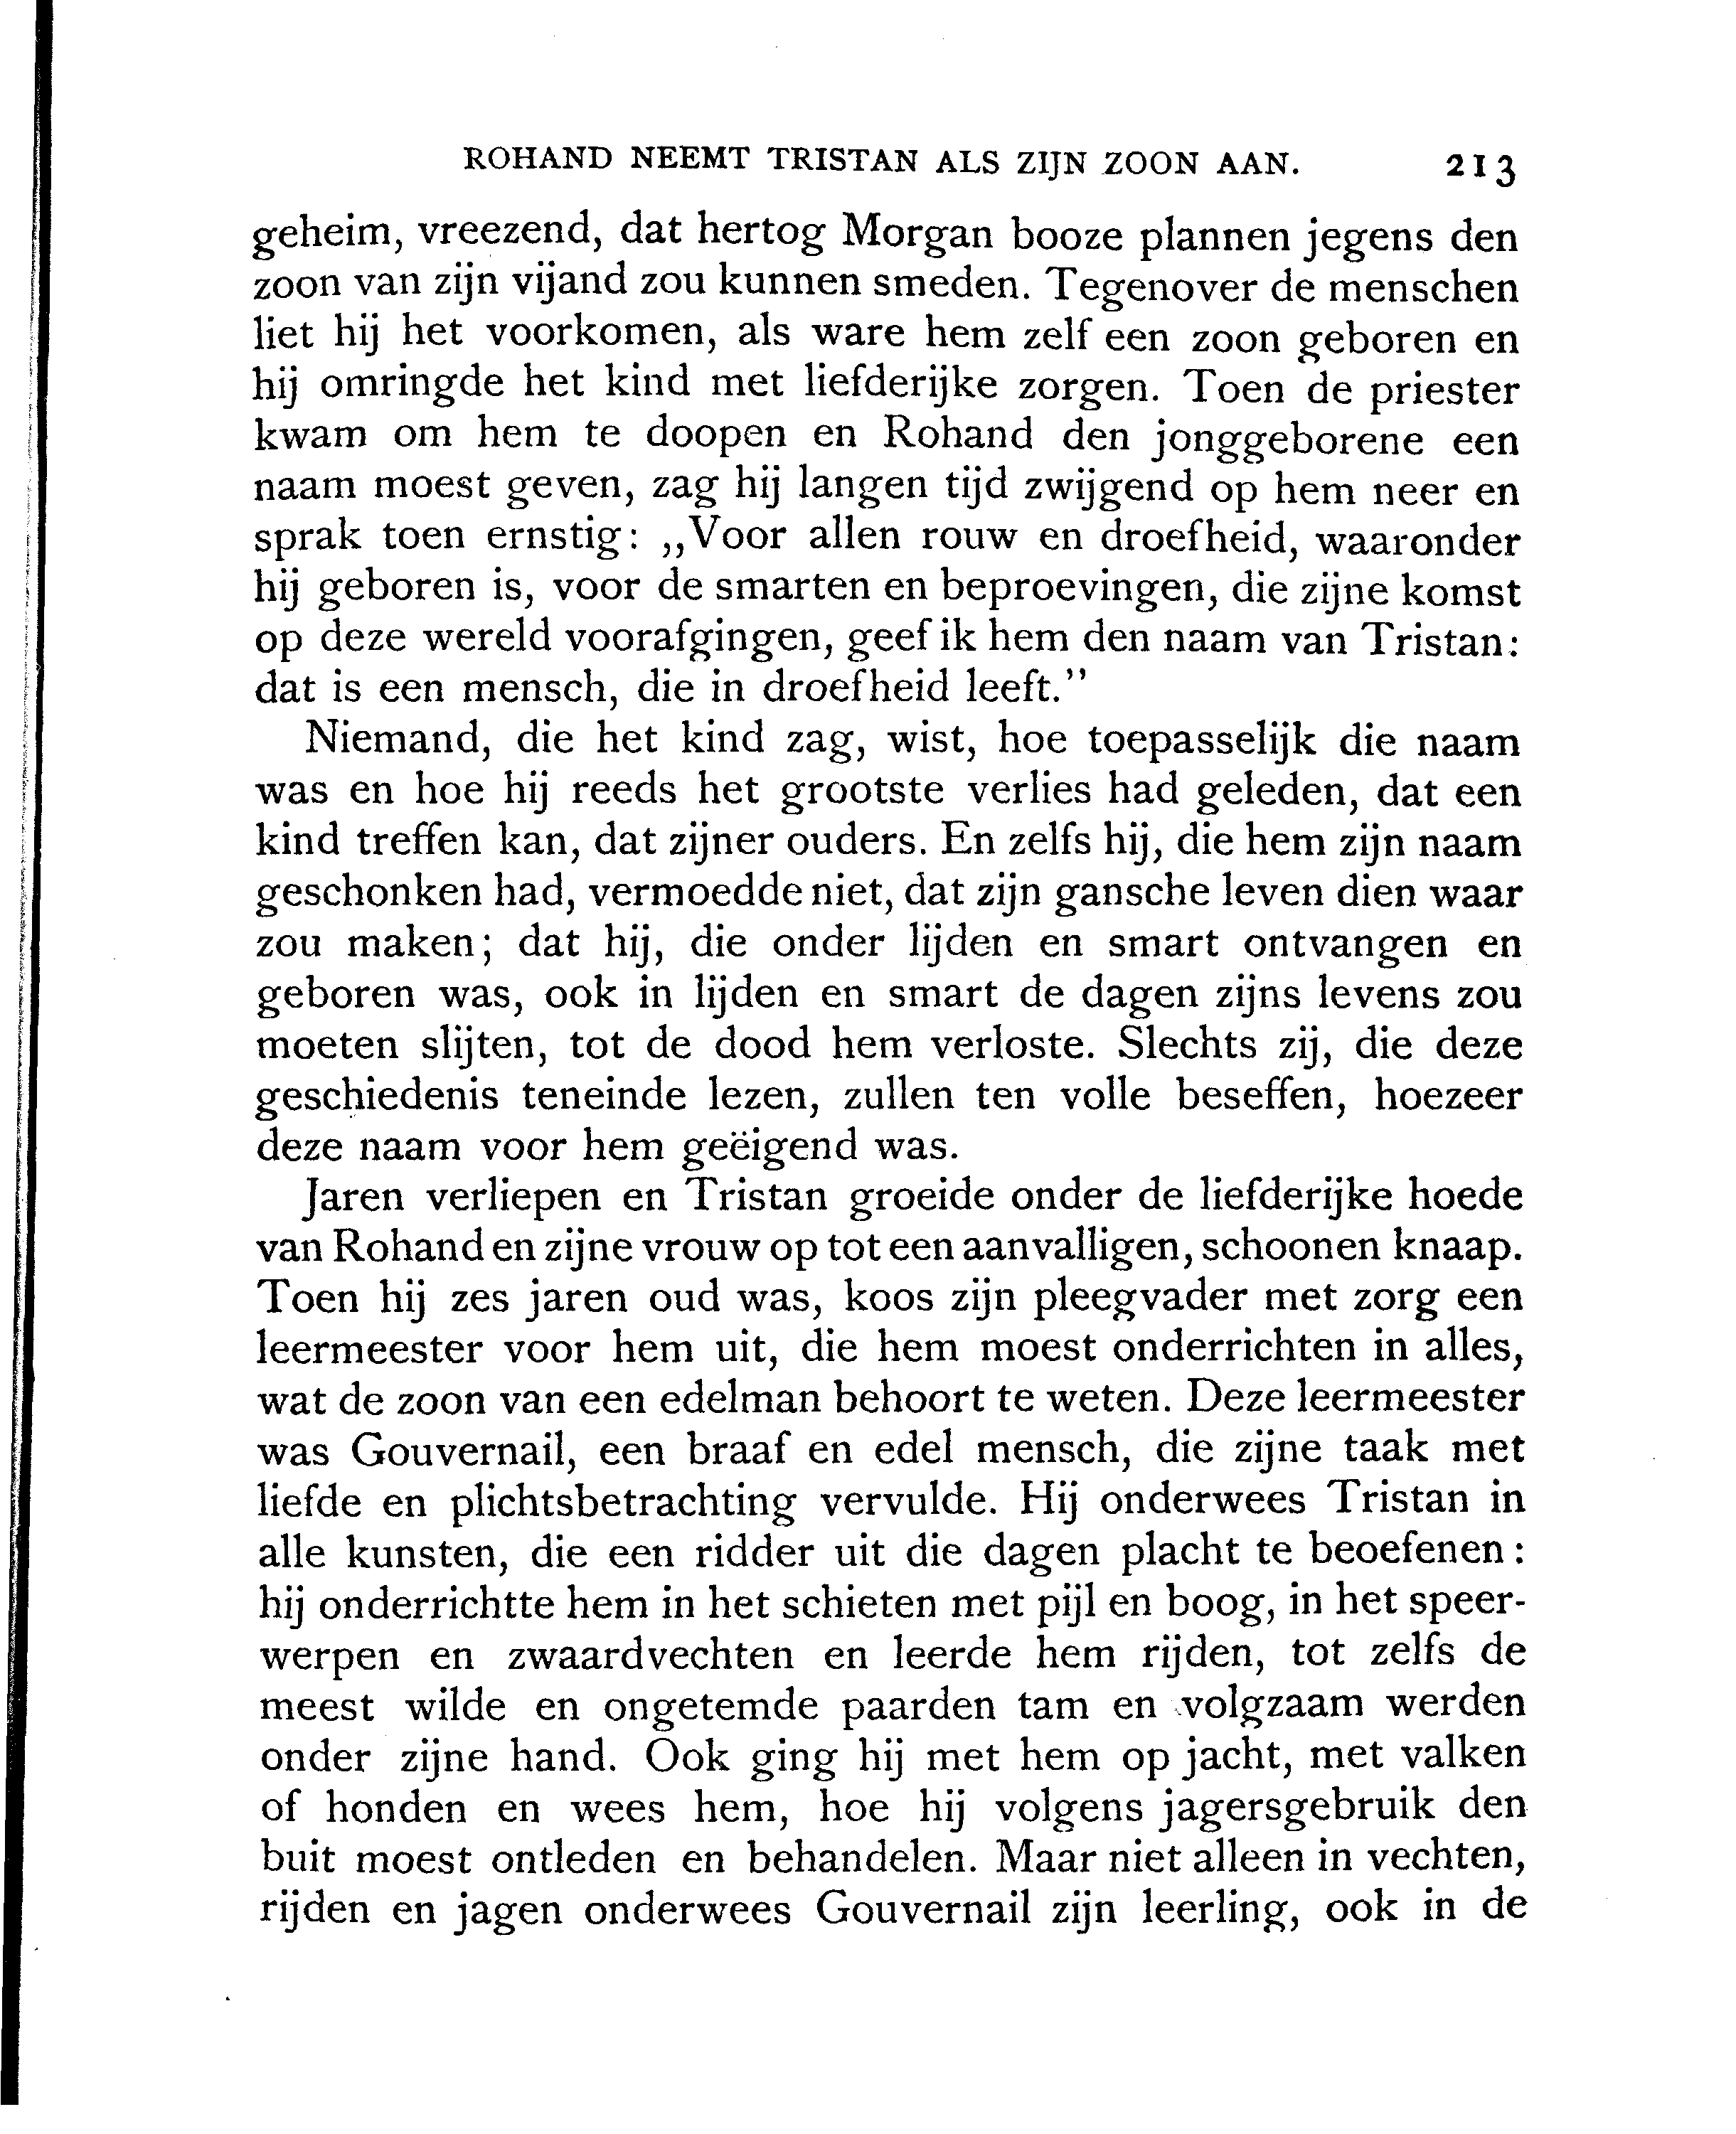 ROHAND NEEMT TRISTAN ALS ZIJN ZOON AAN. 213
geheim, vreezend, dat hertog Morgan booze plannen jegens den
zoon van zijn vijand zou kunnen smeden. Tegenover de menschen
liet hij het voorkomen, als ware hem zelf een zoon geboren en
hij omringde het kind met liefderijke zorgen. Toen de priester
kwam om hem te doopen en Rohand den jonggeborene een
naam moest geven, zag hij langen tijd zwijgend op hem neer en
sprak toen ernstig: „Voor allen rouw en droefheid, waaronder
hij geboren is, voor de smarten en beproevingen, die zijne komst
op deze wereld voorafgingen, geef ik hem den naam van Tristan:
dat is een mensch, die in droefheid leeft.”
Niemand, die het kind zag, wist, hoe toepasselijk die naam
was en hoe hij reeds het grootste verlies had geleden, dat een
kind treffen kan, dat zijner ouders. En zelfs hij, die hem zijn naam
geschonken had, vermoedde niet, dat zijn gansche leven dien waar
zou maken; dat hij, die onder lijden en smart ontvangen en
geboren was, ook in lijden en smart de dagen zijns levens zou
moeten slijten, tot de dood hem verloste. Slechts zij, die deze
geschiedenis teneinde lezen, zullen ten volle beseffen, hoezeer
deze naam voor hem geëigend was.
Jaren verliepen en Tristan groeide onder de liefderijke hoede
van Rohand en zijne vrouw op tot een aanvalligen, schoonen knaap.
Toen hij zes jaren oud was, koos zijn pleegvader met zorg een
leermeester voor hem uit, die hem moest onderrichten in alles,
wat de zoon van een edelman behoort te weten. Deze leermeester
was Gouvernail, een braaf en edel mensch, die zijne taak met
liefde en plichtsbetrachting vervulde. Hij onderwees Tristan in
alle kunsten, die een ridder uit die dagen placht te beoefenen:
hij onderrichtte hem in het schieten met pijl en boog, in het speer-
werpen en zwaardvechten en leerde hem rijden, tot zelfs de
meest wilde en ongetemde paarden tam en volgzaam werden
onder zijne hand. Ook ging hij met hem op jacht, met valken
of honden en wees hem, hoe hij volgens jagersgebruik den
buit moest ontleden en behandelen. Maar niet alleen in vechten,
rijden en jagen onderwees Gouvernail zijn leerling, ook in de